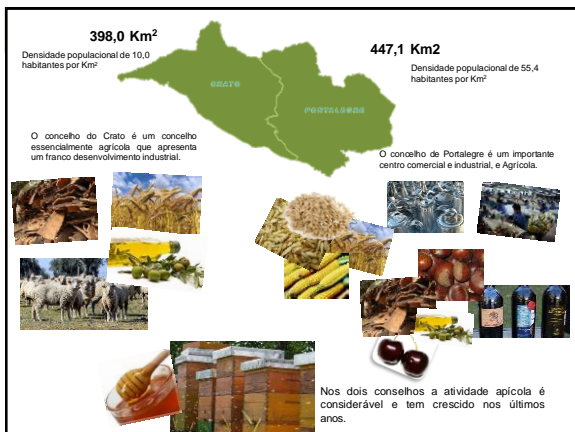 398,0 Km²
Densidade populacional de 10,0
habitantes por Km²
447,1 Km2
Densidade populacional de 55,4
habitantes por Km²
CRATO
PORTALEGRE
O concelho do Crato é um concelho
essencialmente agrícola que apresenta
um franco desenvolvimento industrial.
O concelho de Portalegre é um importante
centro comercial e industrial, e Agrícola.
Nos dois conselhos a atividade apícola é
considerável e tem crescido nos últimos
anos.